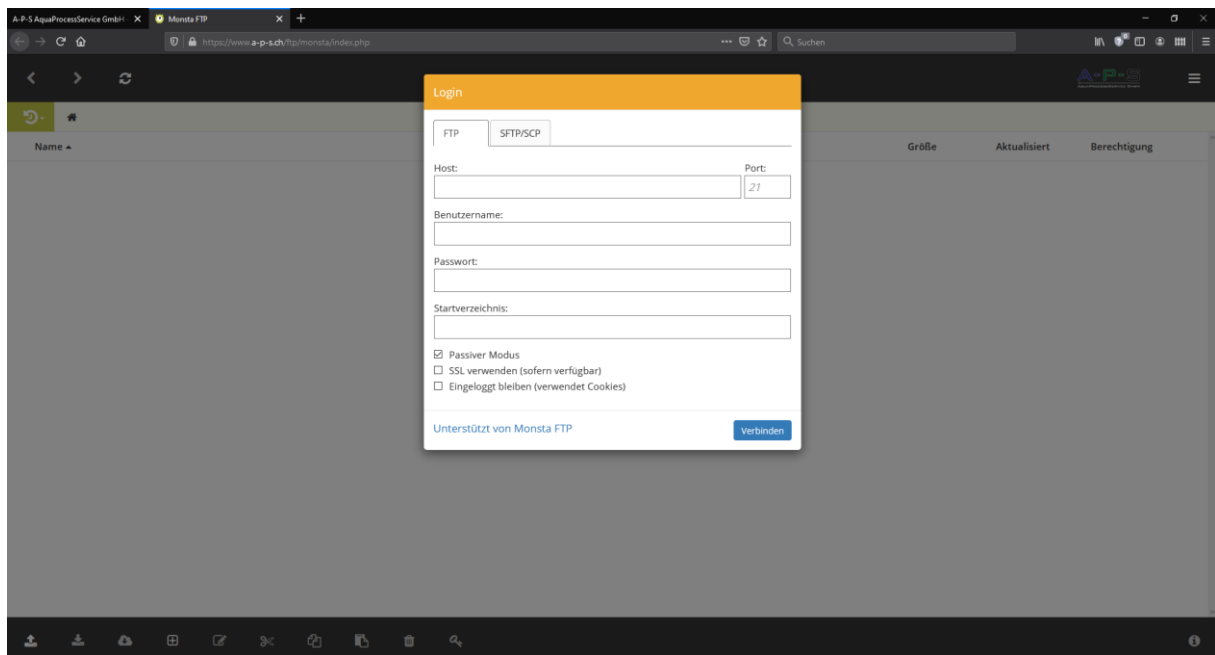 A-P-S AquaProcessService GmbH
Monsta FTP
https://www.a-p-s.ch/ftp/monsta/index.php
Suchen
A-P-S
Login
FTP SFTP/SCP
Name Größe Aktualisiert Berechtigung
Host: Port:
21
Benutzername:
Passwort:
Startverzeichnis:
Passiver Modus
SSL verwenden (sofern verfügbar)
Eingeloggt bleiben (verwendet Cookies)
Unterstützt von Monsta FTP Verbinden